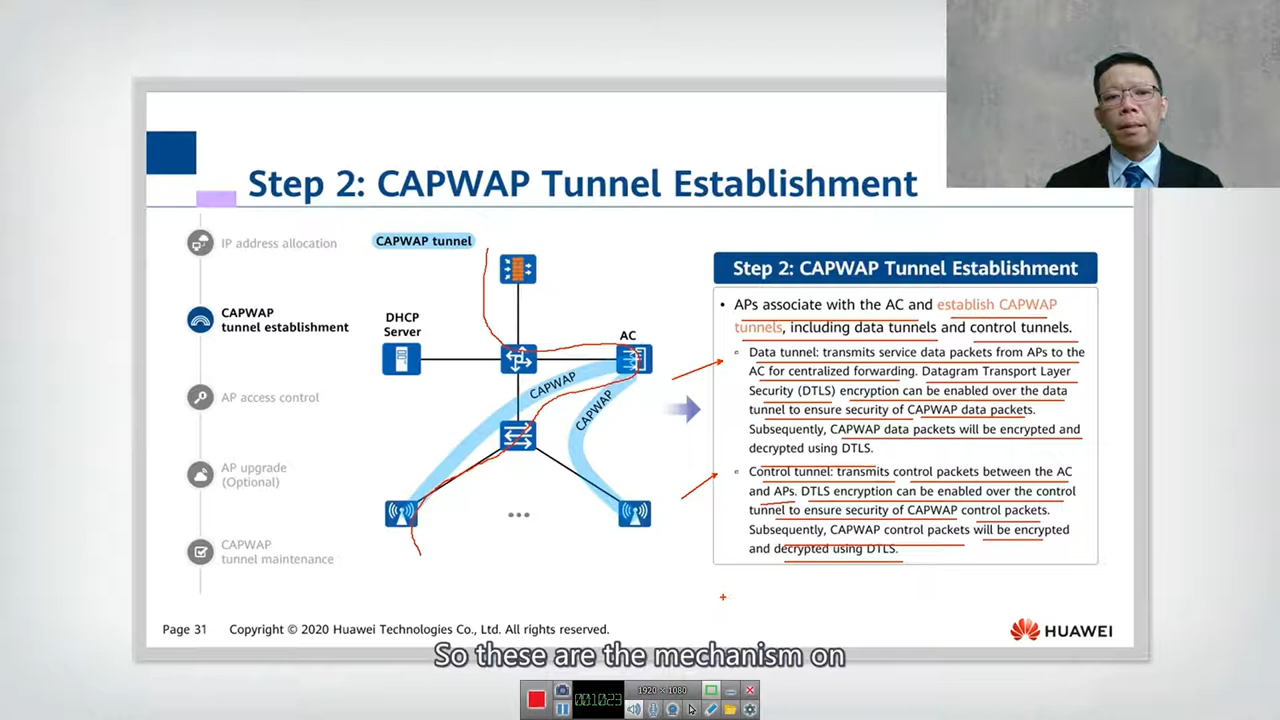 Step 2: CAPWAP Tunnel Establishment
IP address allocation
CAPWAP
tunnel establishment
AP access control
AP upgrade
(Optional)
CAPWAP
tunnel maintenance
CAPWAP tunnel
DHCP
Server
AC
CAPWAP
CAPWAP
...
Step 2: CAPWAP Tunnel Establishment
• APs associate with the AC and establish CAPWAP
tunnels, including data tunnels and control tunnels.
▫ Data tunnel: transmits service data packets from APs to the
AC for centralized forwarding. Datagram Transport Layer
Security (DTLS) encryption can be enabled over the data
tunnel to ensure security of CAPWAP data packets.
Subsequently, CAPWAP data packets will be encrypted and
decrypted using DTLS.
▫ Control tunnel: transmits control packets between the AC
and APs. DTLS encryption can be enabled over the control
tunnel to ensure security of CAPWAP control packets.
Subsequently, CAPWAP control packets will be encrypted
and decrypted using DTLS.
Page 31 Copyright © 2020 Huawei Technologies Co., Ltd. All rights reserved.
HUAWEI
So these are the mechanism on
1920 × 1080